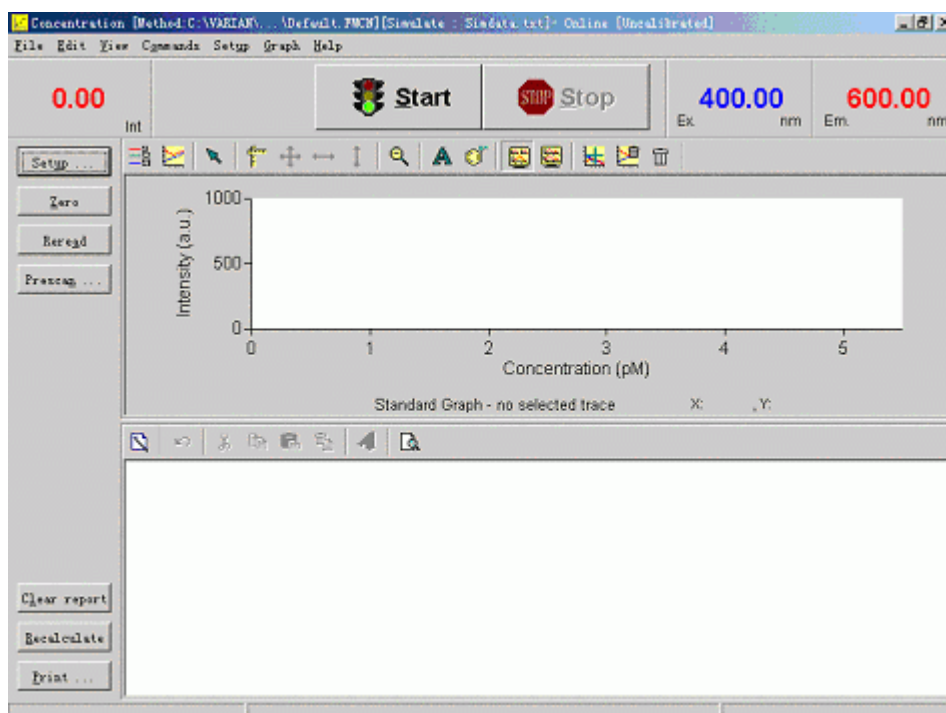 Concentration [Method:C:\VARIAN\...\Default.FMCN][Simulate : Simdata.txt]- Online [Uncalibrated]
File Edit View Commands Setup Graph Help
0.00 Int
Start
STOP Stop
400.00 Ex. nm
600.00 Em. nm
Setup ...
Zero
Reread
Prescan ...
1000
500
0
Intensity (a.u.)
0 1 2 3 4 5
Concentration (pM)
Standard Graph - no selected trace X: , Y:
Clear report
Recalculate
Print ...